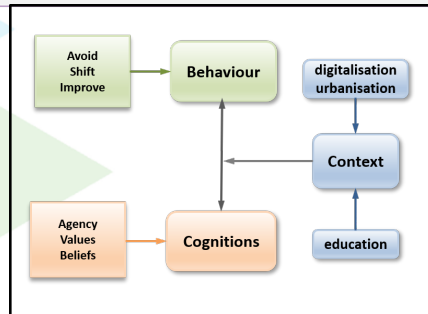 Avoid
Shift
Improve
Behaviour
digitalisation
urbanisation
Context
Agency
Values
Beliefs
Cognitions
education